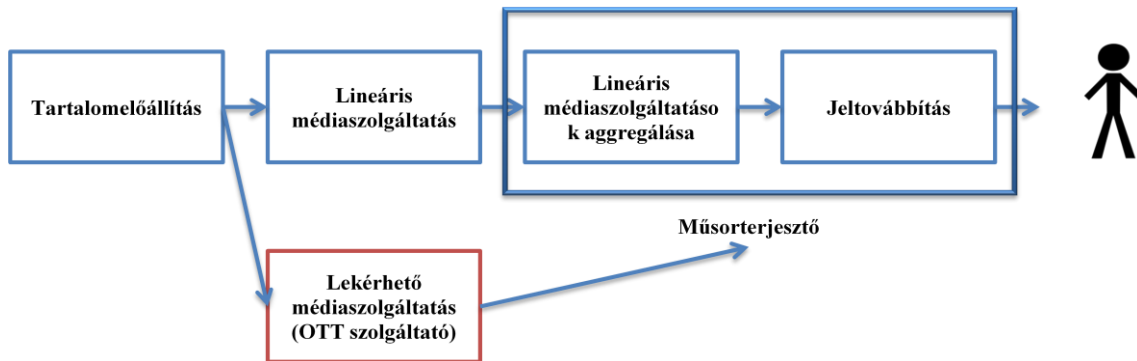 Tartalomelőállítás
Lineáris
médiaszolgáltatás
Lineáris
médiaszolgáltatáso
k aggregálása
Jeltovábbítás
Műsorterjesztő
Lekérhető
médiaszolgáltatás
(OTT szolgáltató)